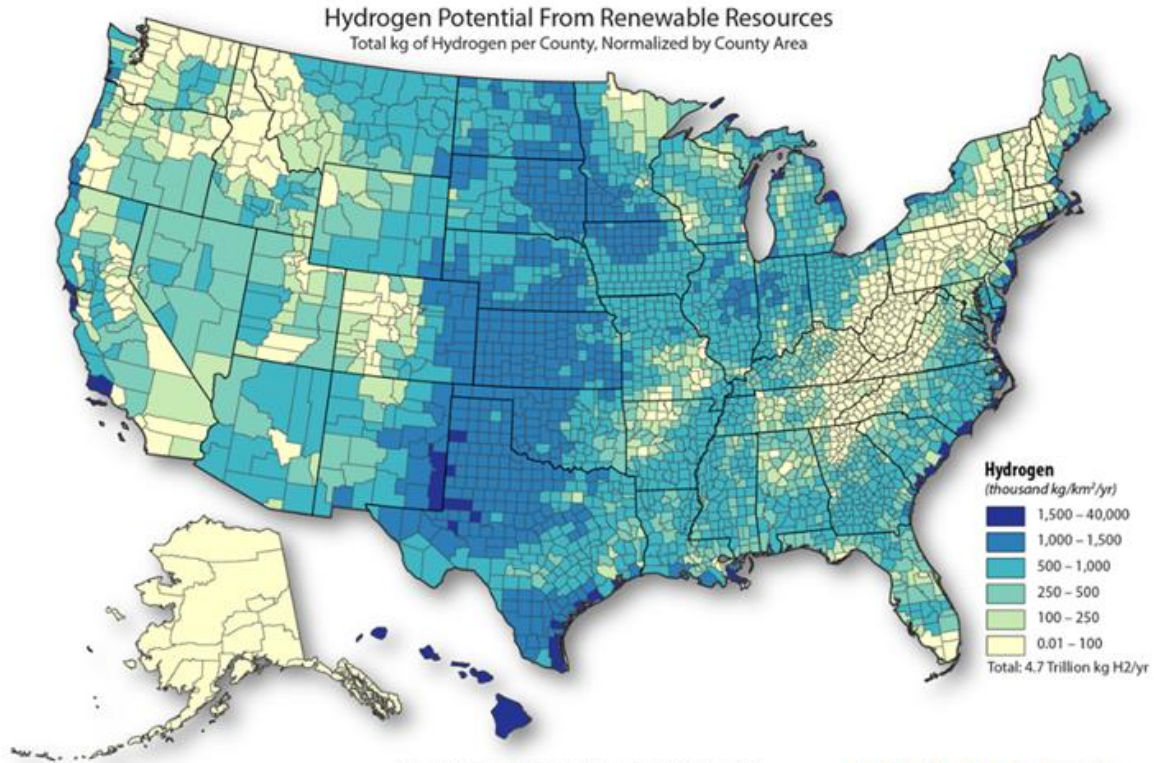 Hydrogen Potential From Renewable Resources
Total kg of Hydrogen per County, Normalized by County Area
Hydrogen
(thousand kg/km²/yr)
1,500 – 40,000
1,000 – 1,500
500 – 1,000
250 – 500
100 – 250
0.01 – 100
Total: 4.7 Trillion kg H2/yr